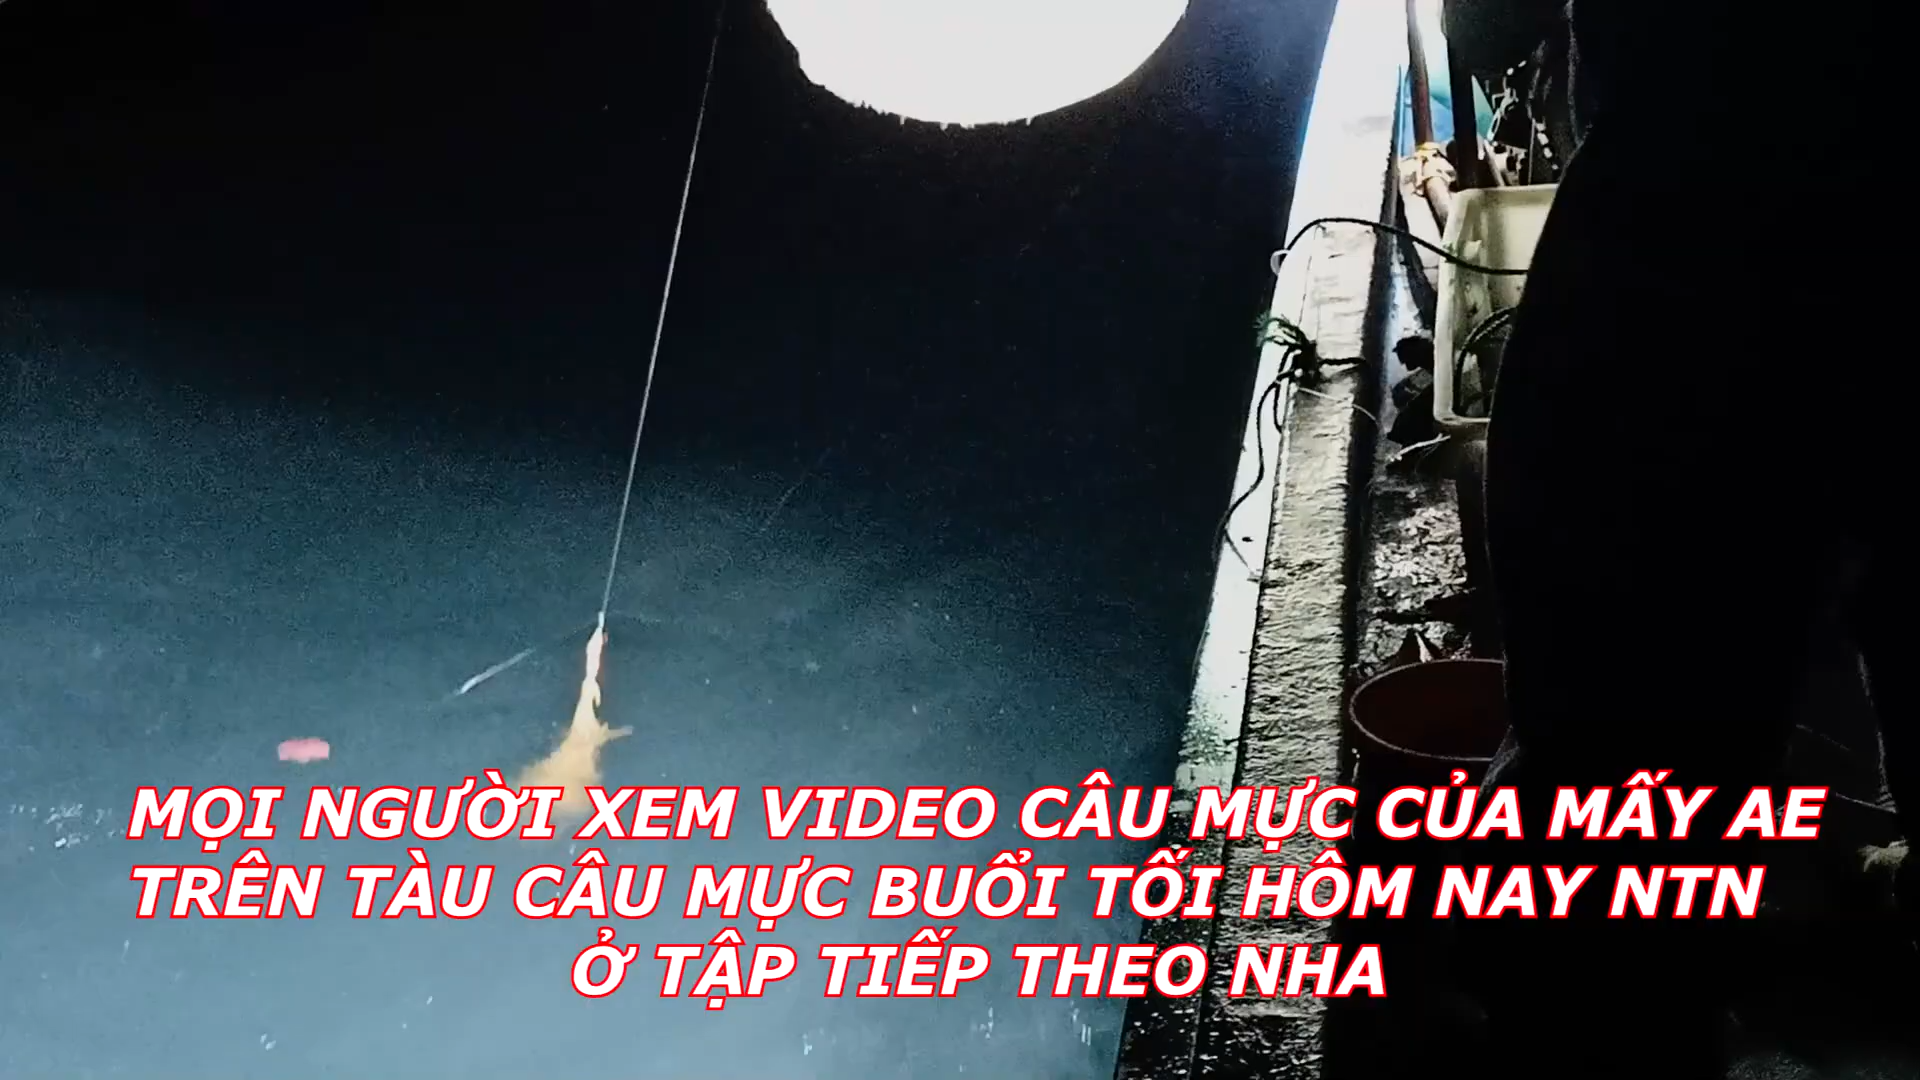 MỌI NGƯỜI XEM VIDEO CÂU MỰC CỦA MẤY AE
TRÊN TÀU CÂU MỰC BUỔI TỐI HÔM NAY NTN
Ở TẬP TIẾP THEO NHA